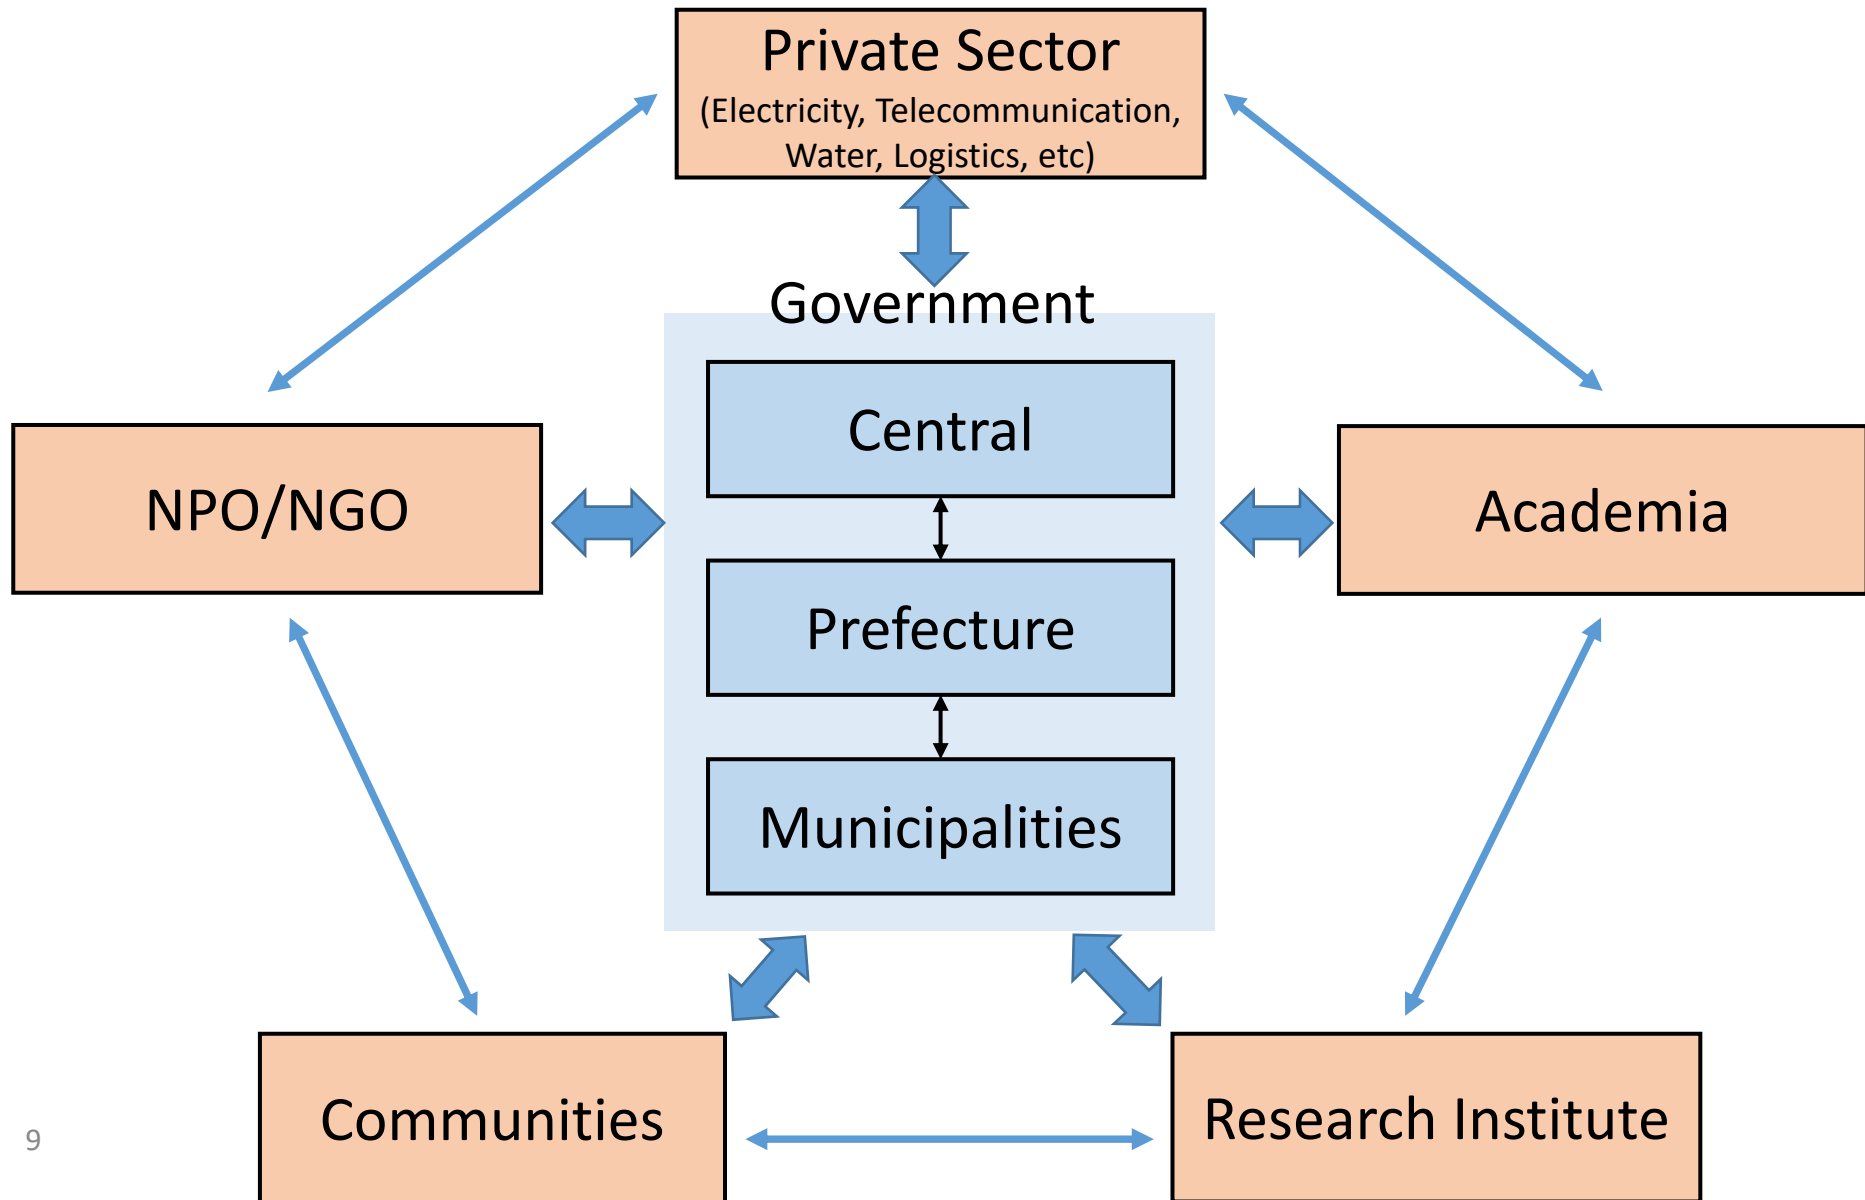 Private Sector
(Electricity, Telecommunication,
Water, Logistics, etc)
Government
Central
NPO/NGO
Academia
Prefecture
Municipalities
Communities
Research Institute
9